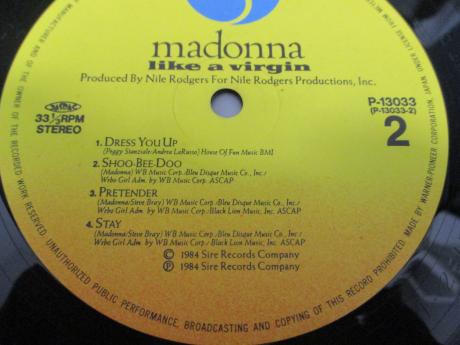 madonna
like a virgin
Produced By Nile Rodgers For Nile Rodgers Productions, Inc.
33⅓RPM
STEREO
P-13033
(P-13033-2)
2
1. DRESS YOU UP
(Peggy Stanziale/Andrea LaRusso) House Of Fun Music BMI
2. SHOO-BEE-DOO
(Madonna) WB Music Corp./Bleu Disque Music Co., Inc./
Webo Girl Adm. by WB Music Corp. ASCAP
3. PRETENDER
(Madonna/Steve Bray) WB Music Corp./Bleu Disque Music Co., Inc./
Webo Girl Adm. by WB Music Corp./Black Lion Music, Inc. ASCAP
4. STAY
(Madonna/Steve Bray) WB Music Corp./Bleu Disque Music Co., Inc./
Webo Girl Adm. by WB Music Corp./Black Lion Music, Inc. ASCAP
© 1984 Sire Records Company
℗ 1984 Sire Records Company
MANUFACTURER AND OF THE OWNER OF THE RECORDED WORK RESERVED. UNAUTHORIZED PUBLIC PERFORMANCE, BROADCASTING AND COPYING OF THIS RECORD PROHIBITED. MADE BY WARNER-PIONEER CORPORATION, JAPAN UNDER LICENSE FROM